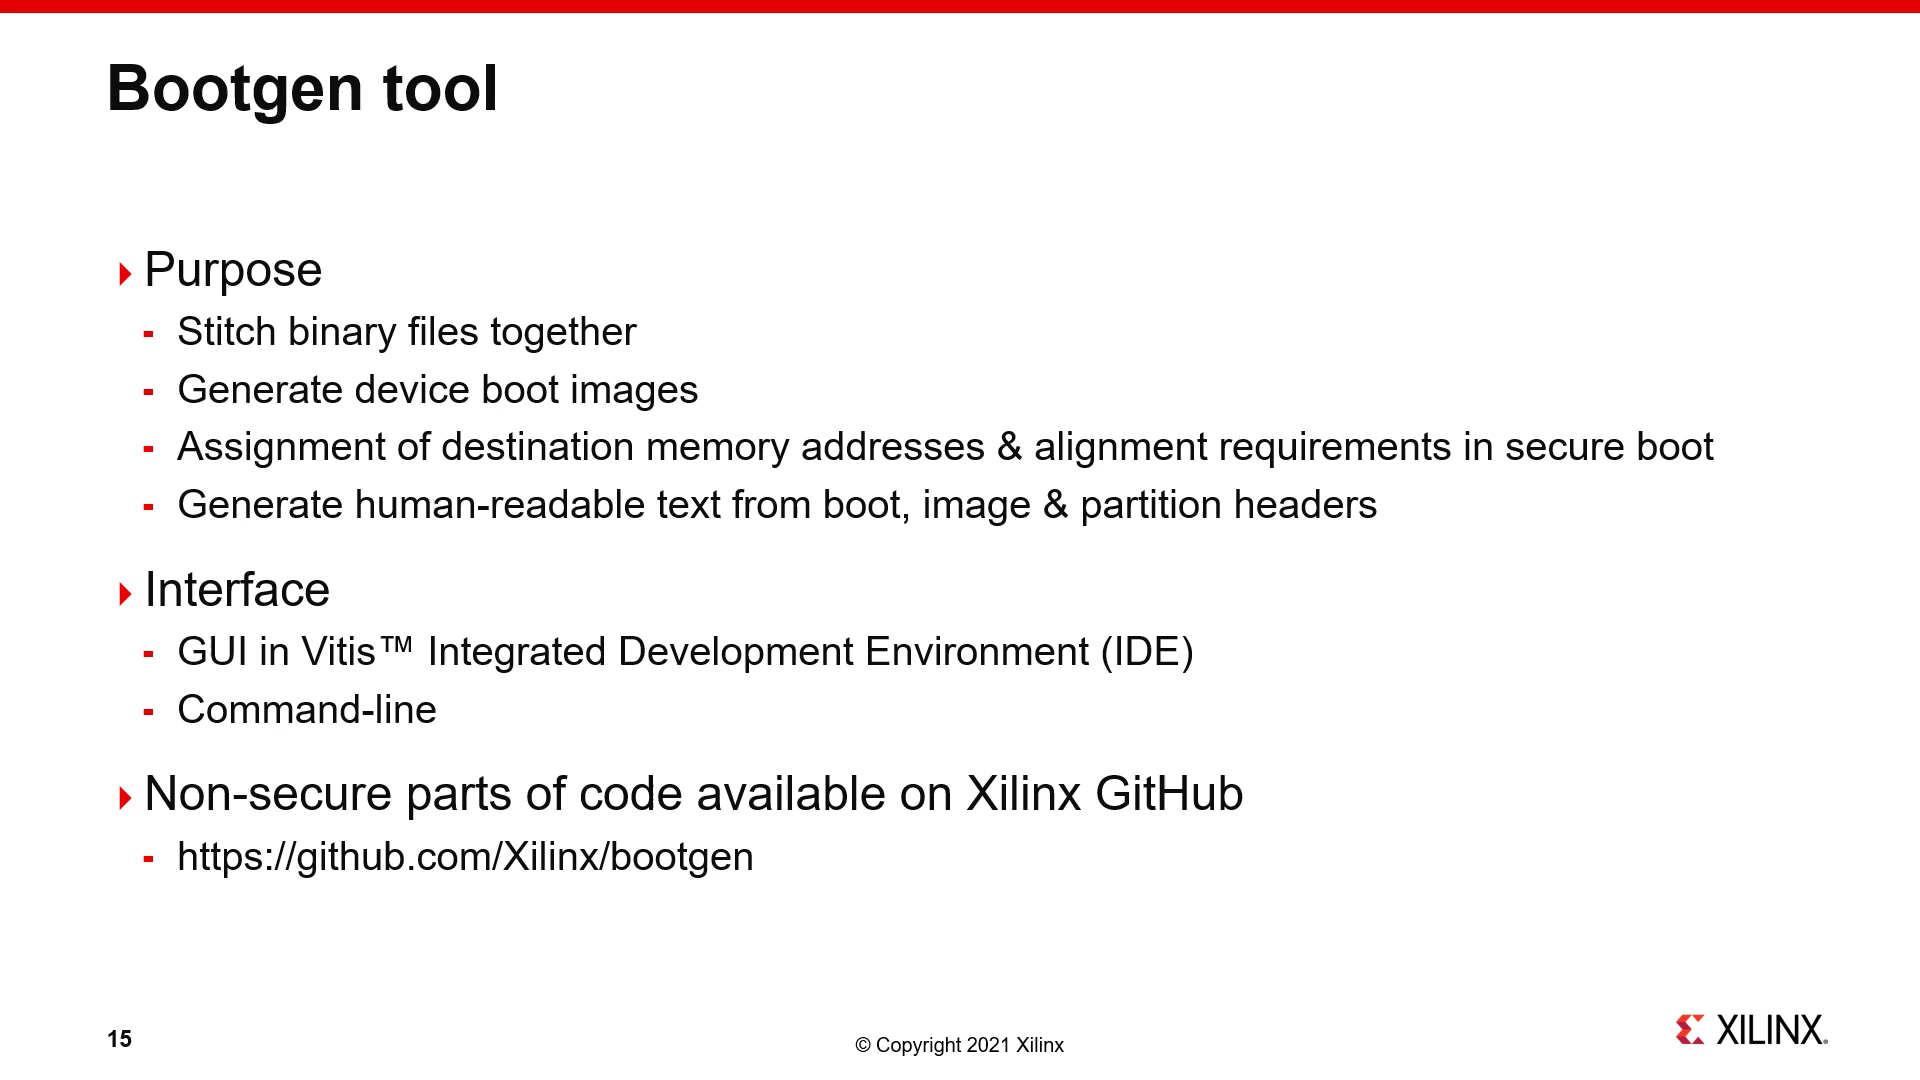 Bootgen tool
Purpose
- Stitch binary files together
- Generate device boot images
- Assignment of destination memory addresses & alignment requirements in secure boot
- Generate human-readable text from boot, image & partition headers
Interface
- GUI in Vitis™ Integrated Development Environment (IDE)
- Command-line
Non-secure parts of code available on Xilinx GitHub
- https://github.com/Xilinx/bootgen
15
© Copyright 2021 Xilinx
XILINX®